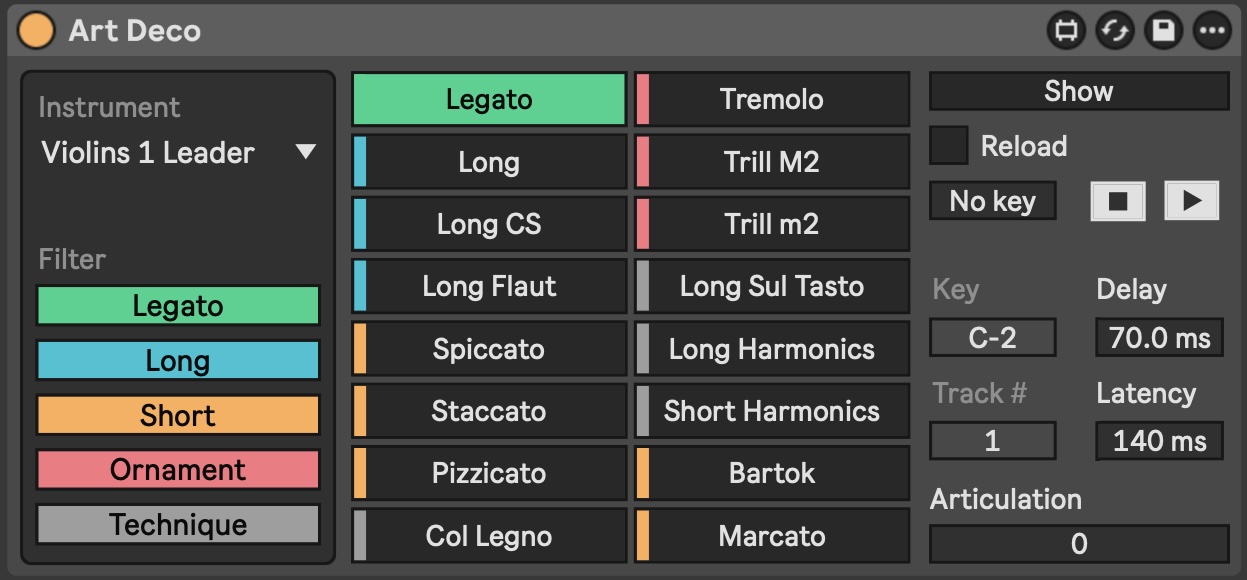 Art Deco
Instrument
Violins 1 Leader
Filter
Legato
Long
Short
Ornament
Technique
Legato
Long
Long CS
Long Flaut
Spiccato
Staccato
Pizzicato
Col Legno
Tremolo
Trill M2
Trill m2
Long Sul Tasto
Long Harmonics
Short Harmonics
Bartok
Marcato
Show
Reload
No key
Key
Delay
C-2
70.0 ms
Track #
Latency
1
140 ms
Articulation
0